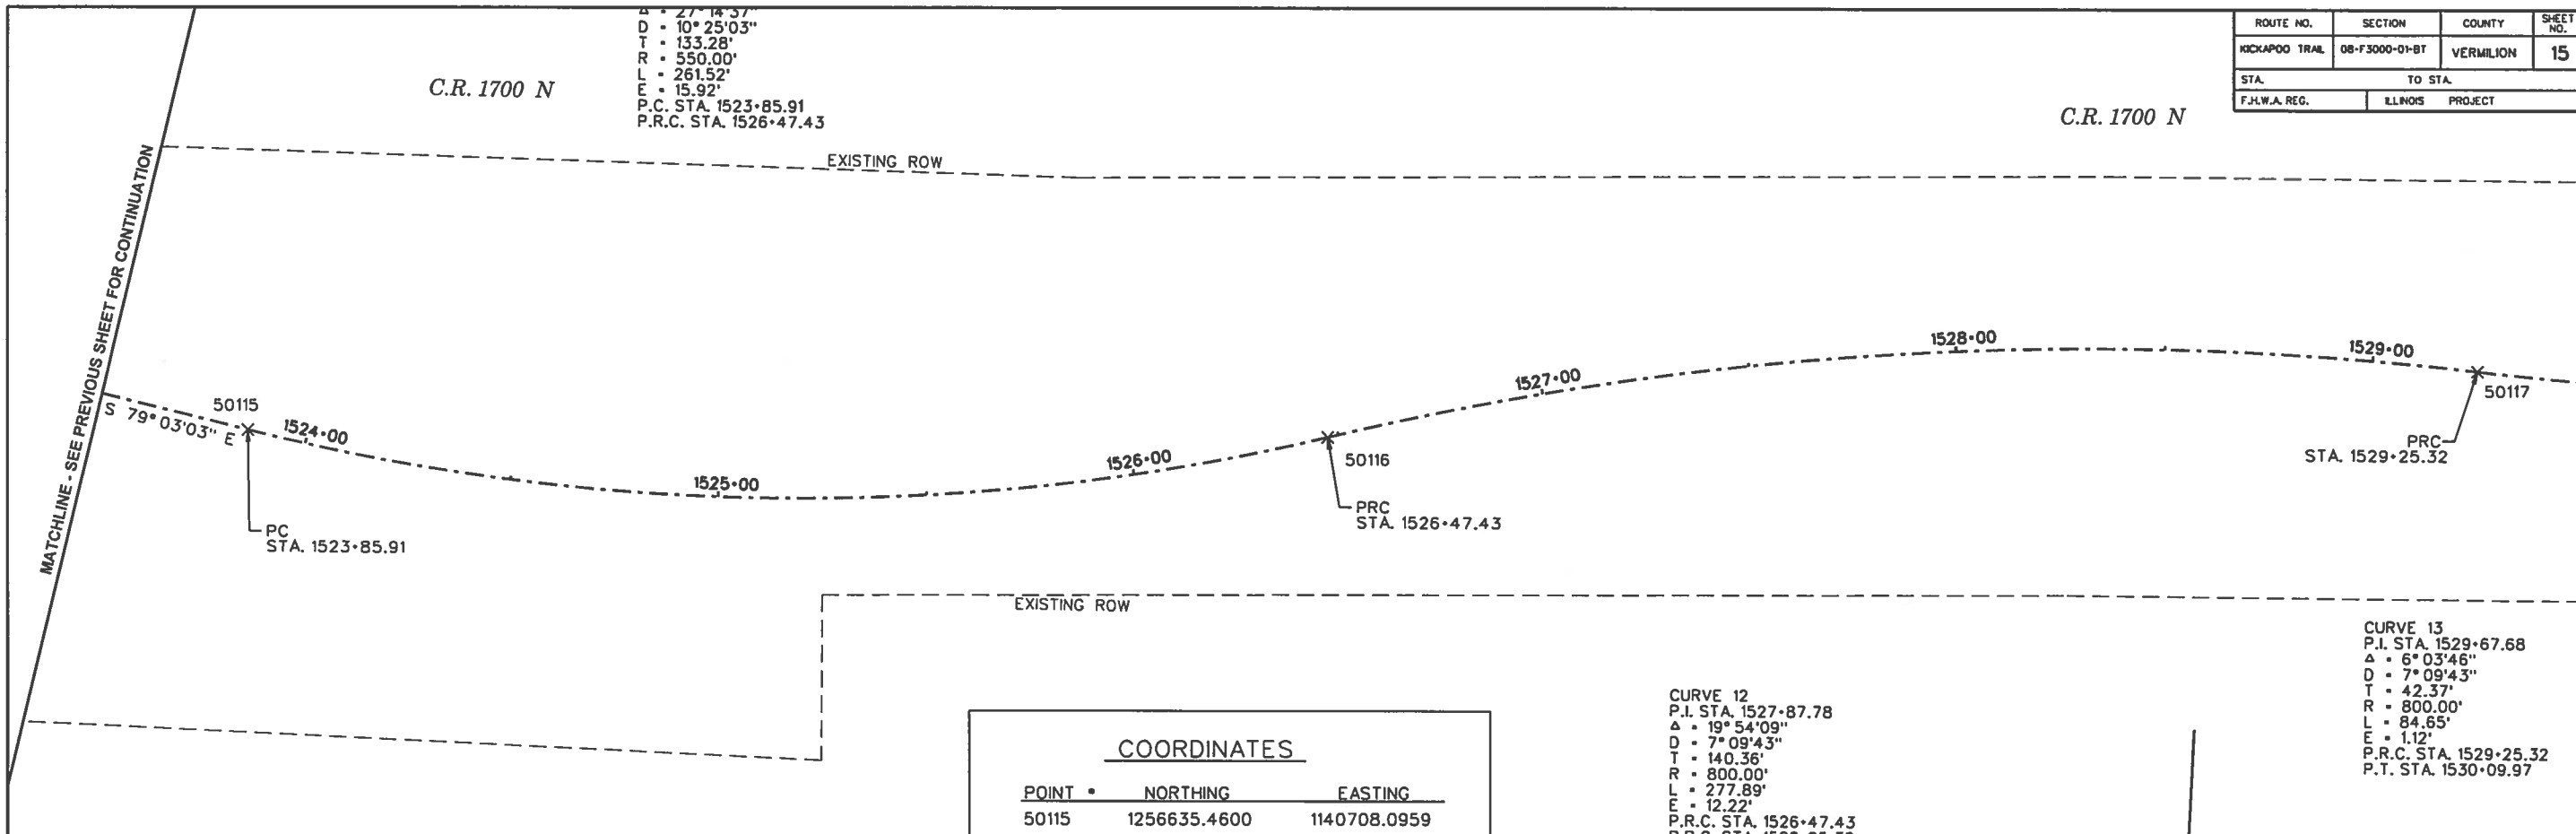 Δ = 27° 14'37"
D = 10° 25'03"
T = 133.28'
R = 550.00'
L = 261.52'
E = 15.92'
P.C. STA. 1523+85.91
P.R.C. STA. 1526+47.43
C.R. 1700 N
C.R. 1700 N
ROUTE NO. SECTION COUNTY SHEET NO.
KICKAPOO TRAIL 08-F3000-01-BT VERMILION 15
STA. TO STA.
F.H.W.A. REG. ILLINOIS PROJECT
EXISTING ROW
MATCHLINE - SEE PREVIOUS SHEET FOR CONTINUATION
S 79° 03'03" E
50115
1524+00
1525+00
1526+00
1527+00
1528+00
1529+00
50116
50117
PC
STA. 1523+85.91
PRC
STA. 1526+47.43
PRC
STA. 1529+25.32
EXISTING ROW
COORDINATES
POINT • NORTHING EASTING
50115 1256635.4600 1140708.0959
CURVE 12
P.I. STA. 1527+87.78
Δ = 19° 54'09"
D = 7° 09'43"
T = 140.36'
R = 800.00'
L = 277.89'
E = 12.22'
P.R.C. STA. 1526+47.43
CURVE 13
P.I. STA. 1529+67.68
Δ = 6° 03'46"
D = 7° 09'43"
T = 42.37'
R = 800.00'
L = 84.65'
E = 1.12'
P.R.C. STA. 1529+25.32
P.T. STA. 1530+09.97